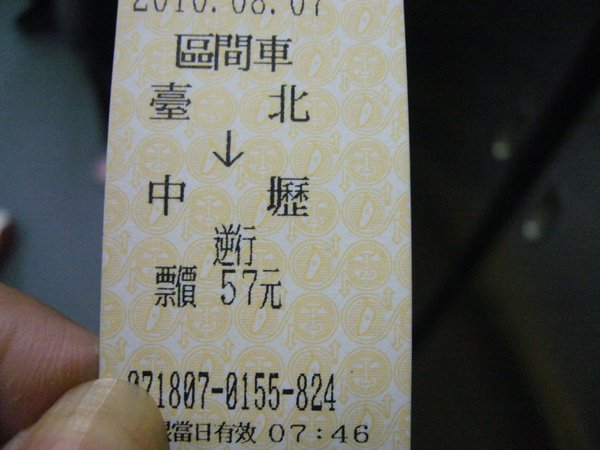 2010.08.07
區間車
臺北
↓
中壢
逆行
票價 57元
371807-0155-824
當日有效 07:46